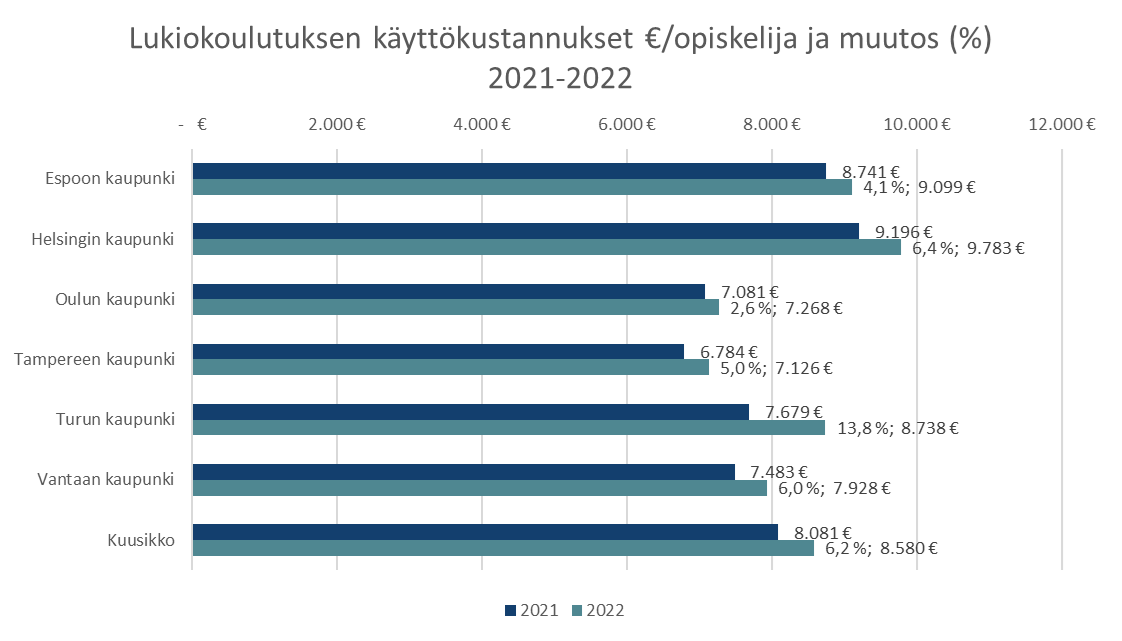 Lukiokoulutuksen käyttökustannukset €/opiskelija ja muutos (%)
2021-2022
- € 2.000 € 4.000 € 6.000 € 8.000 € 10.000 € 12.000 €
Espoon kaupunki
8.741 €
4,1 %; 9.099 €
Helsingin kaupunki
9.196 €
6,4 %; 9.783 €
Oulun kaupunki
7.081 €
2,6 %; 7.268 €
Tampereen kaupunki
6.784 €
5,0 %; 7.126 €
Turun kaupunki
7.679 €
13,8 %; 8.738 €
Vantaan kaupunki
7.483 €
6,0 %; 7.928 €
Kuusikko
8.081 €
6,2 %; 8.580 €
2021 2022